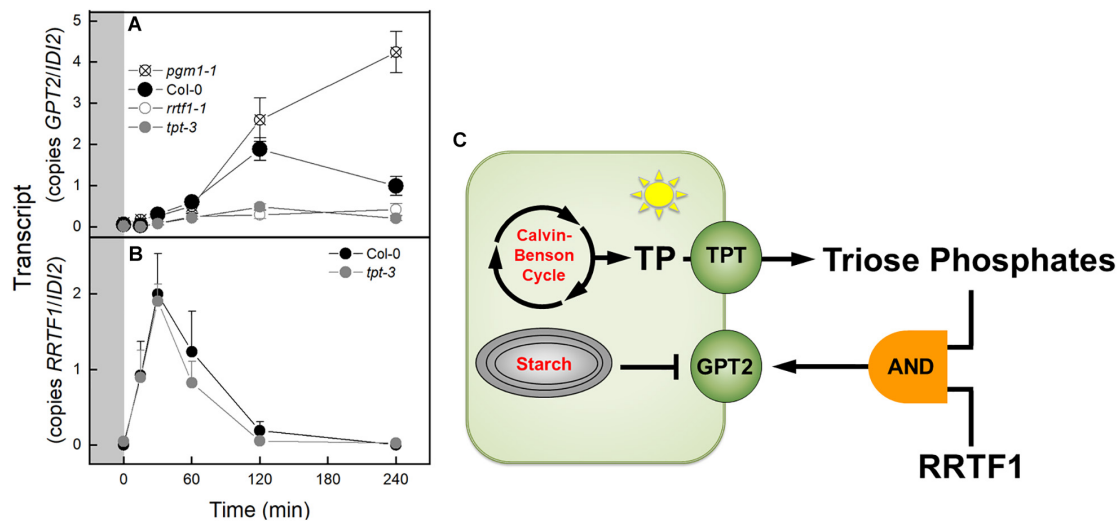 A
5
4
3
2
1
0
pgm1-1
Col-0
rrtf1-1
tpt-3
Transcript
(copies GPT2/IDI2)
B
2
1
0
Col-0
tpt-3
(copies RRTF1/IDI2)
0 60 120 180 240
Time (min)
C
Calvin-
Benson
Cycle
TP
TPT
Triose Phosphates
Starch
GPT2
AND
RRTF1